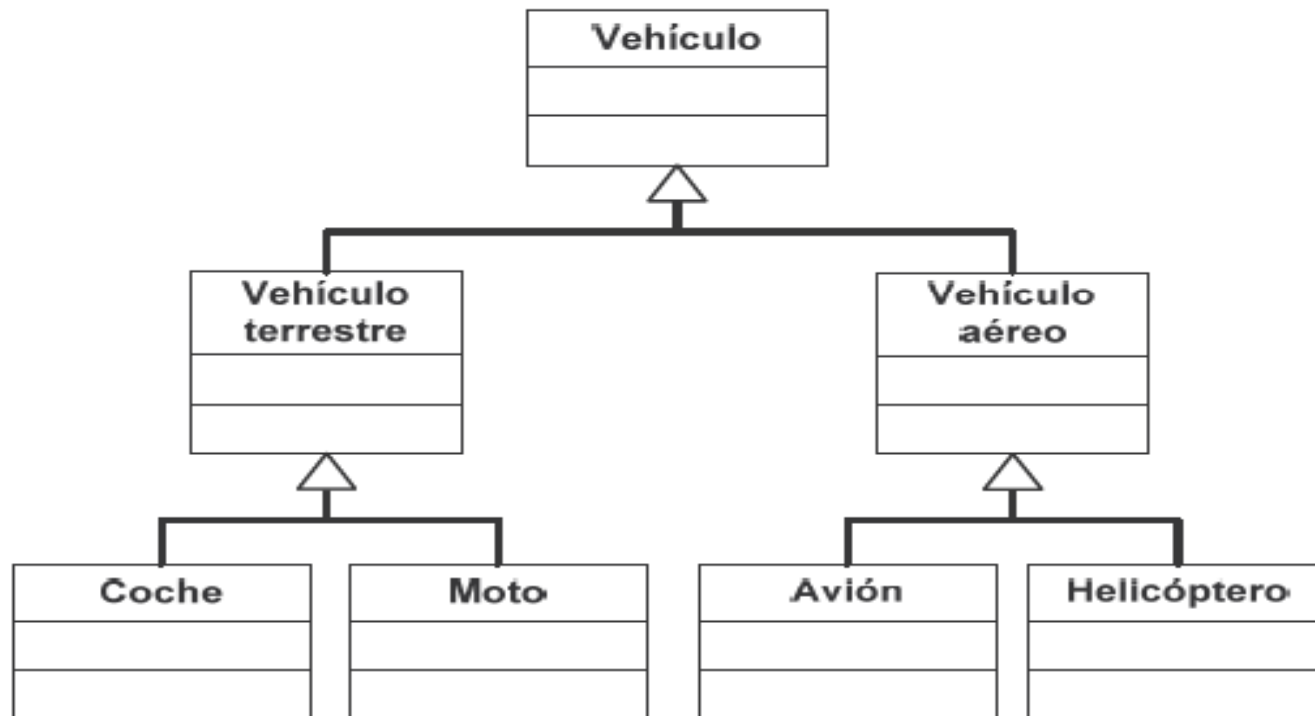 Vehículo
Vehículo
terrestre
Vehículo
aéreo
Coche
Moto
Avión
Helicóptero